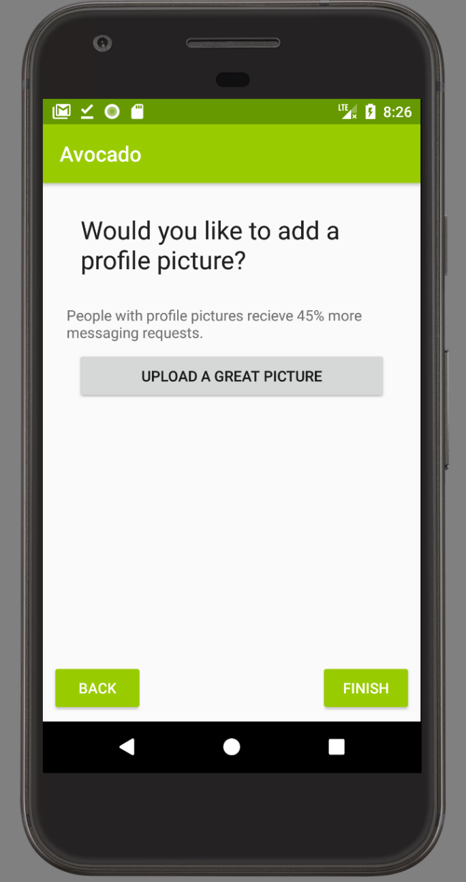 LTE 8:26
Avocado
Would you like to add a
profile picture?
People with profile pictures recieve 45% more
messaging requests.
UPLOAD A GREAT PICTURE
BACK FINISH